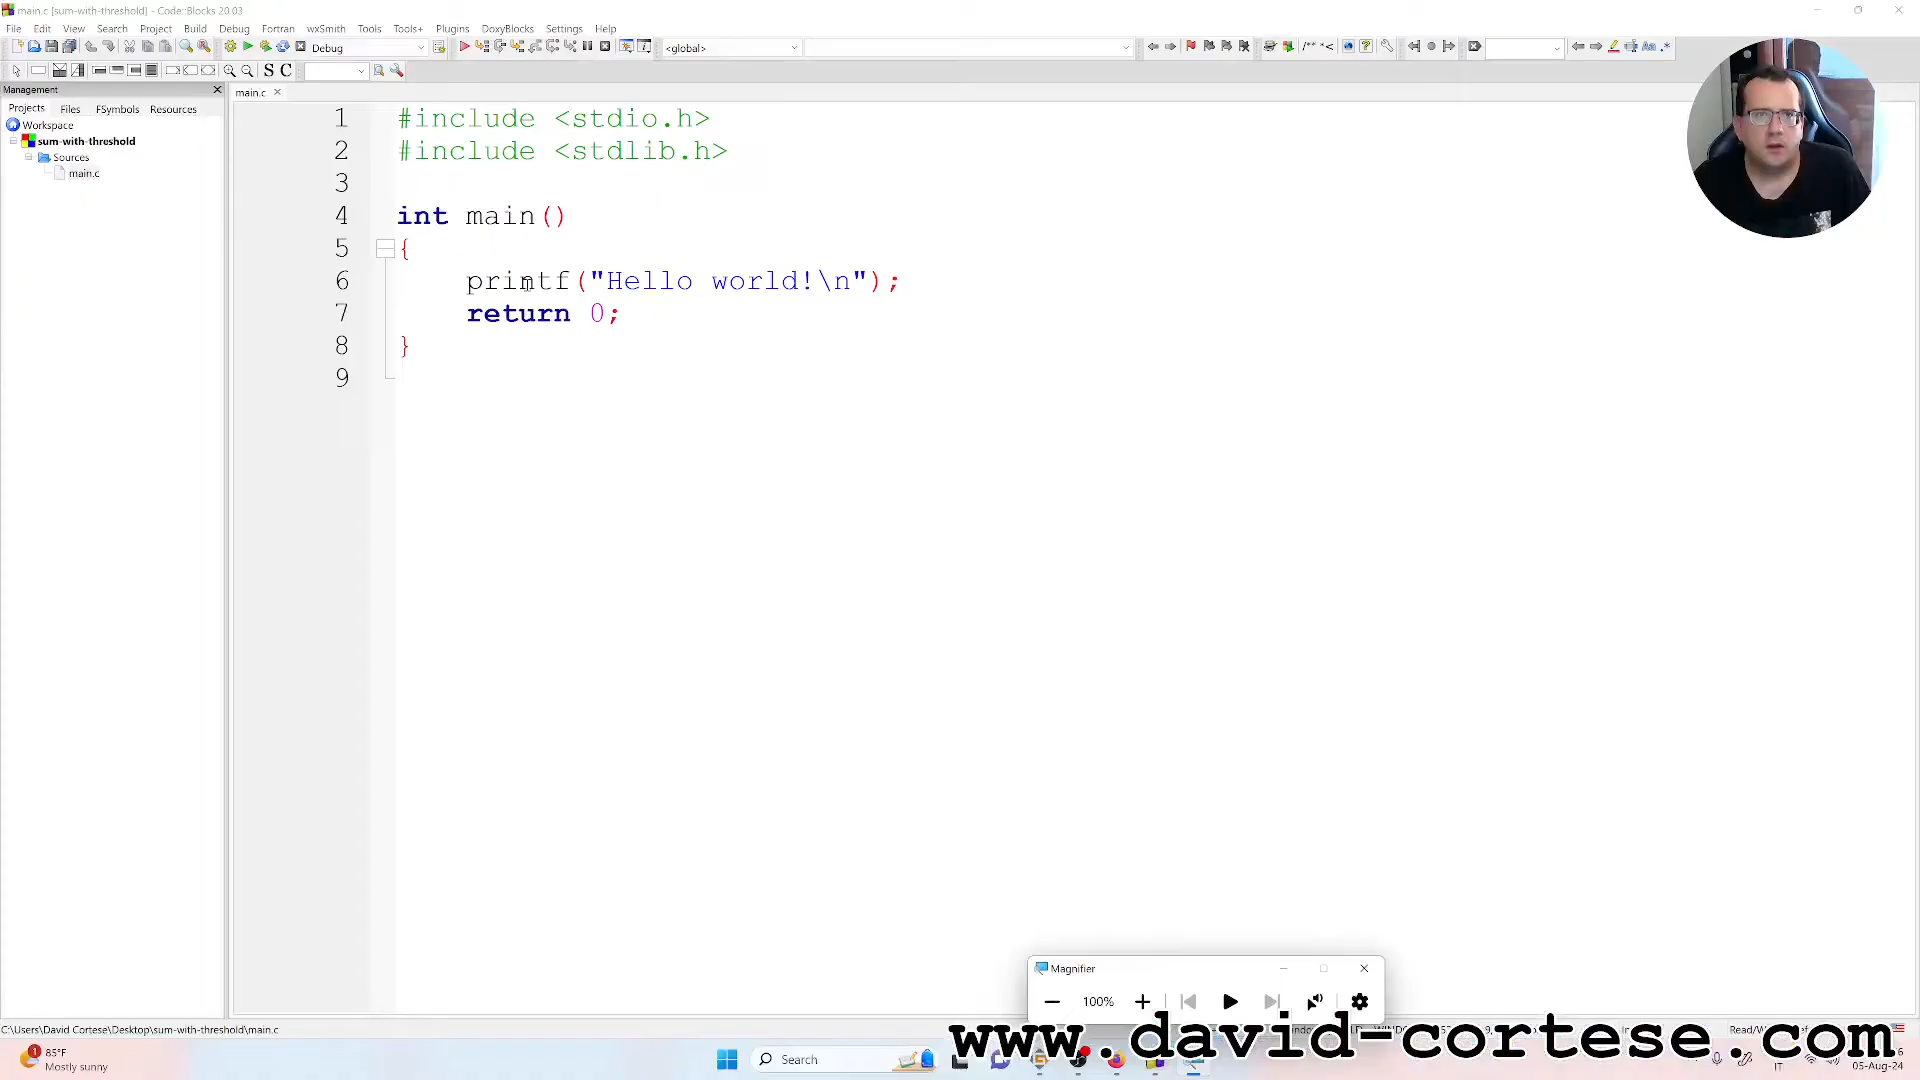 main.c [sum-with-threshold] - Code::Blocks 20.03
File Edit View Search Project Build Debug Fortran wxSmith Tools Tools+ Plugins DoxyBlocks Settings Help
Debug
<global>
S C
Management
Projects Files FSymbols Resources
Workspace
sum-with-threshold
Sources
main.c
main.c
1 #include <stdio.h>
2 #include <stdlib.h>
3
4 int main()
5 {
6 printf("Hello world!\n");
7 return 0;
8 }
9
Magnifier
100%
C:\Users\David Cortese\Desktop\sum-with-threshold\main.c
www.david-cortese.com
1
85°F
Mostly sunny
Search
IT
05-Aug-24